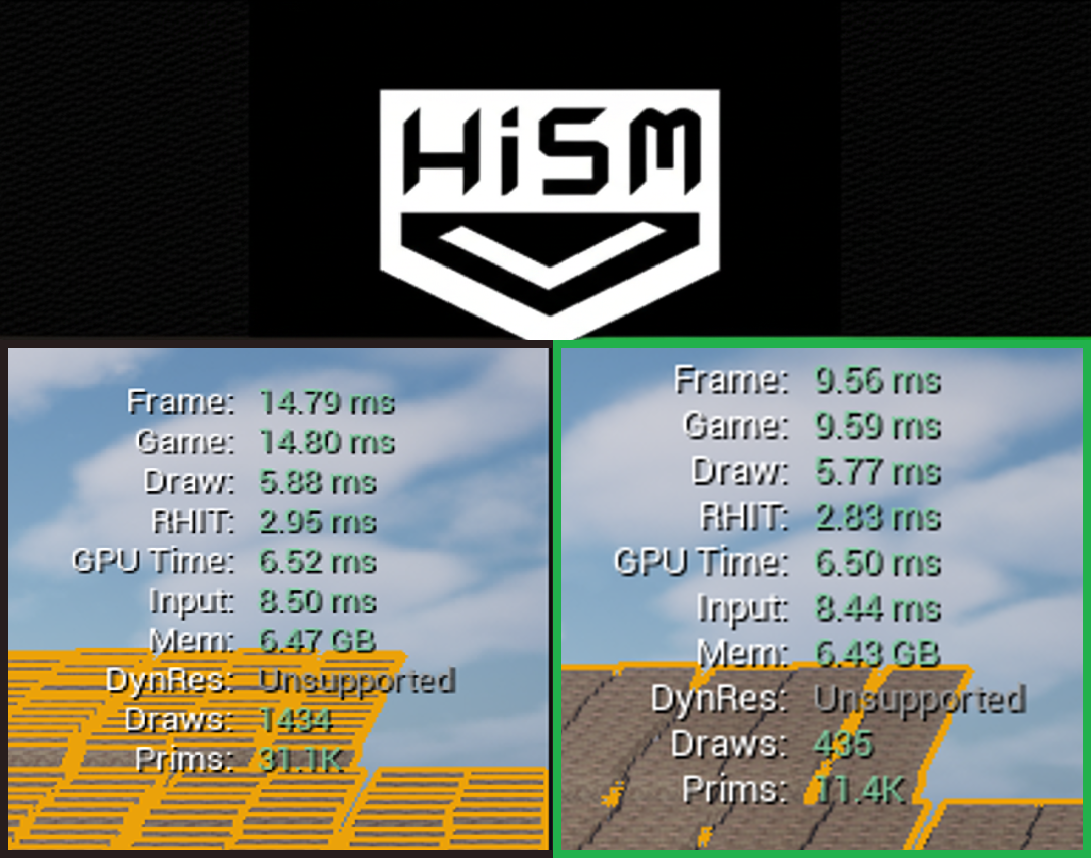 HiSM
Frame: 14.79 ms
Game: 14.80 ms
Draw: 5.88 ms
RHIT: 2.95 ms
GPU Time: 6.52 ms
Input: 8.50 ms
Mem: 6.47 GB
DynRes: Unsupported
Draws: 1434
Prims: 31.1K
Frame: 9.56 ms
Game: 9.59 ms
Draw: 5.77 ms
RHIT: 2.83 ms
GPU Time: 6.50 ms
Input: 8.44 ms
Mem: 6.43 GB
DynRes: Unsupported
Draws: 435
Prims: 11.4K